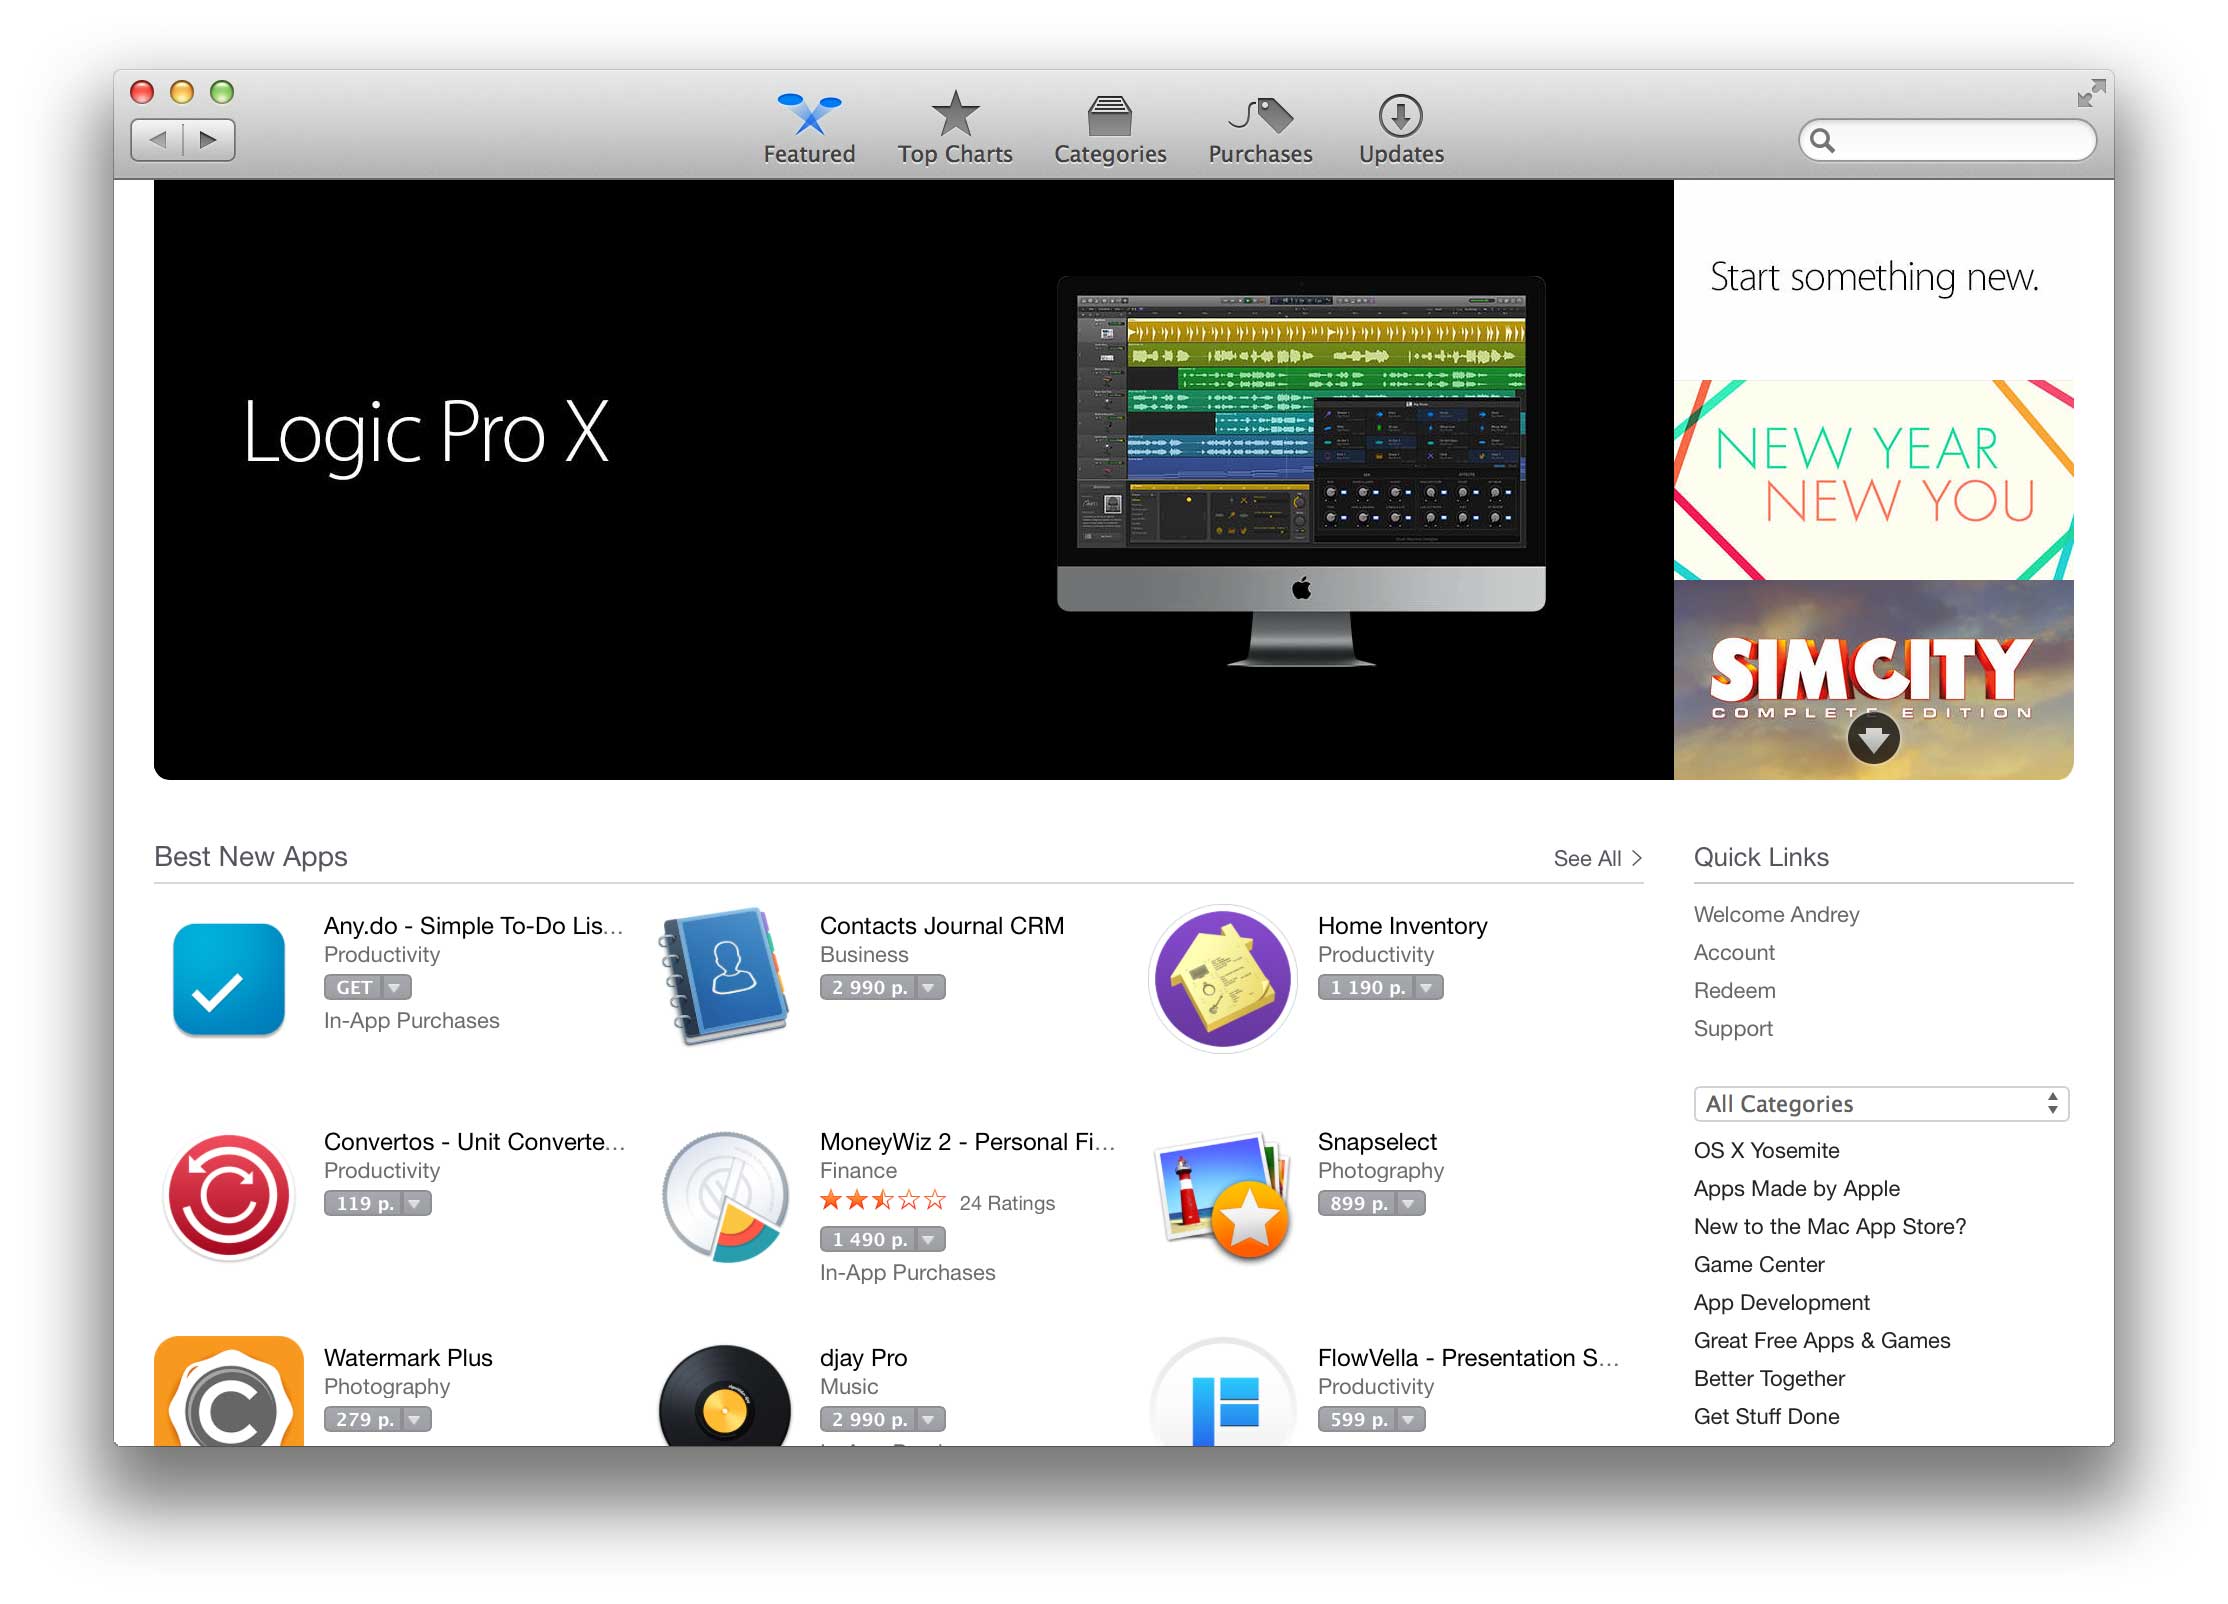 Featured
Top Charts
Categories
Purchases
Updates
Logic Pro X
Start something new.
NEW YEAR
NEW YOU
SIMCITY
COMPLETE EDITION
Best New Apps
See All
Any.do - Simple To-Do Lis...
Productivity
GET
In-App Purchases
Contacts Journal CRM
Business
2 990 р.
Home Inventory
Productivity
1 190 р.
Convertos - Unit Converte...
Productivity
119 р.
MoneyWiz 2 - Personal Fi...
Finance
24 Ratings
1 490 р.
In-App Purchases
Snapselect
Photography
899 р.
Watermark Plus
Photography
279 р.
djay Pro
Music
2 990 р.
FlowVella - Presentation S...
Productivity
599 р.
Quick Links
Welcome Andrey
Account
Redeem
Support
All Categories
OS X Yosemite
Apps Made by Apple
New to the Mac App Store?
Game Center
App Development
Great Free Apps & Games
Better Together
Get Stuff Done